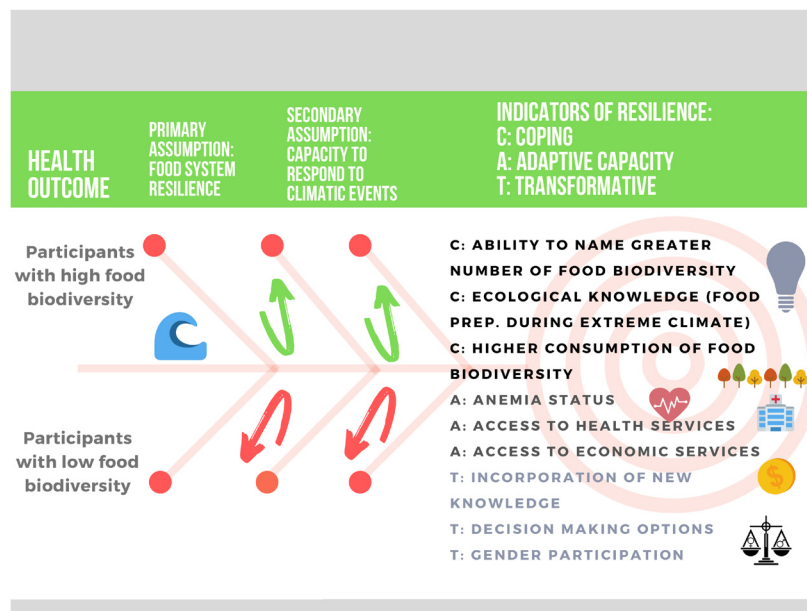 HEALTH
OUTCOME
PRIMARY
ASSUMPTION:
FOOD SYSTEM
RESILIENCE
SECONDARY
ASSUMPTION:
CAPACITY TO
RESPOND TO
CLIMATIC EVENTS
INDICATORS OF RESILIENCE:
C: COPING
A: ADAPTIVE CAPACITY
T: TRANSFORMATIVE
Participants
with high food
biodiversity
Participants
with low food
biodiversity
C: ABILITY TO NAME GREATER
NUMBER OF FOOD BIODIVERSITY
C: ECOLOGICAL KNOWLEDGE (FOOD
PREP. DURING EXTREME CLIMATE)
C: HIGHER CONSUMPTION OF FOOD
BIODIVERSITY
A: ANEMIA STATUS
A: ACCESS TO HEALTH SERVICES
A: ACCESS TO ECONOMIC SERVICES
T: INCORPORATION OF NEW
KNOWLEDGE
T: DECISION MAKING OPTIONS
T: GENDER PARTICIPATION